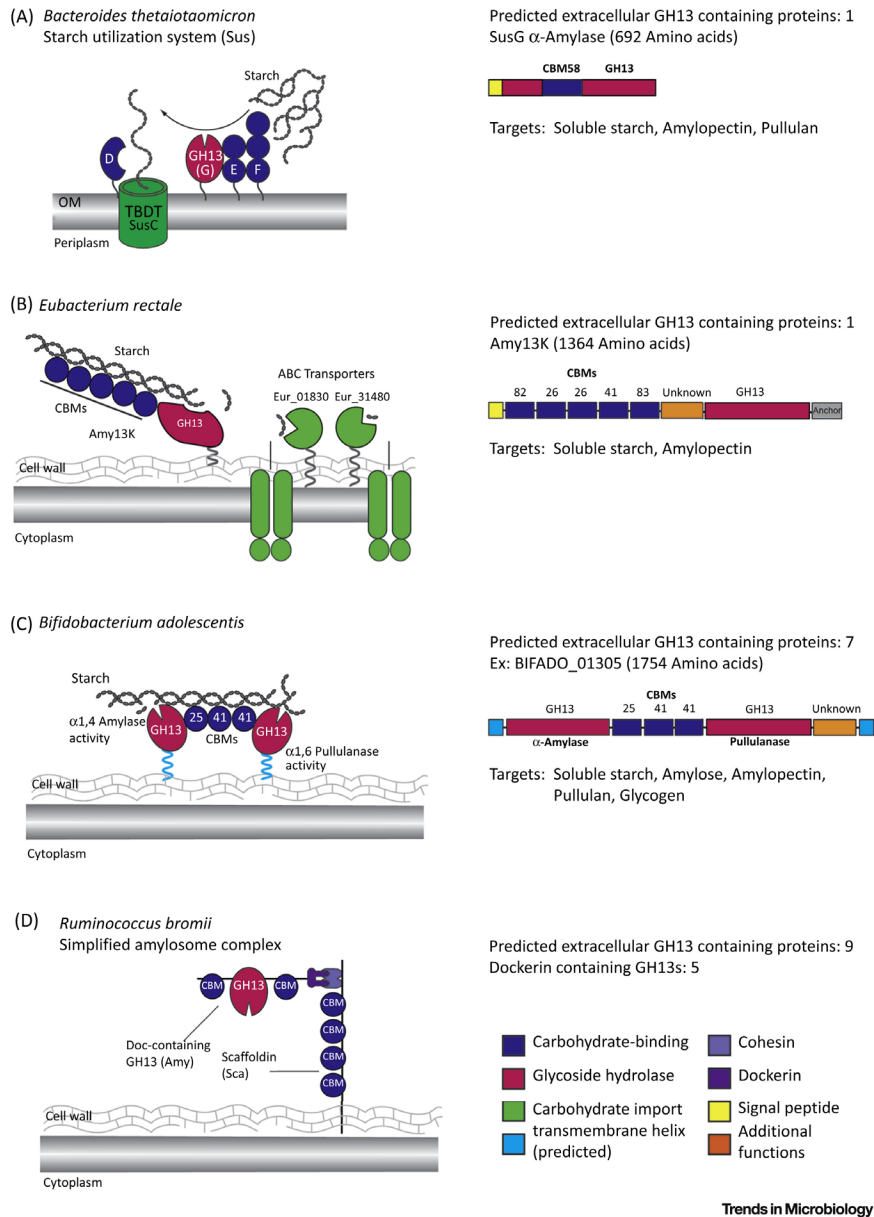 (A) Bacteroides thetaiotaomicron
Starch utilization system (Sus)
Starch
D
GH13
(G)
E
F
OM
TBDT
SusC
Periplasm
Predicted extracellular GH13 containing proteins: 1
SusG α-Amylase (692 Amino acids)
CBM58 GH13
Targets: Soluble starch, Amylopectin, Pullulan
(B) Eubacterium rectale
Starch
ABC Transporters
Eur_01830 Eur_31480
CBMs
GH13
Amy13K
Cell wall
Cytoplasm
Predicted extracellular GH13 containing proteins: 1
Amy13K (1364 Amino acids)
CBMs
82 26 26 41 83 Unknown GH13
Anchor
Targets: Soluble starch, Amylopectin
(C) Bifidobacterium adolescentis
Starch
α1,4 Amylase
activity
GH13
25 41 41
CBMs
GH13
α1,6 Pullulanase
activity
Cell wall
Cytoplasm
Predicted extracellular GH13 containing proteins: 7
Ex: BIFADO_01305 (1754 Amino acids)
CBMs
GH13 25 41 41 GH13 Unknown
α-Amylase Pullulanase
Targets: Soluble starch, Amylose, Amylopectin,
Pullulan, Glycogen
(D) Ruminococcus bromii
Simplified amylosome complex
CBM GH13 CBM
CBM
CBM
CBM
CBM
Doc-containing
GH13 (Amy)
Scaffoldin
(Sca)
Cell wall
Cytoplasm
Predicted extracellular GH13 containing proteins: 9
Dockerin containing GH13s: 5
Carbohydrate-binding
Glycoside hydrolase
Carbohydrate import
transmembrane helix
(predicted)
Cohesin
Dockerin
Signal peptide
Additional
functions
Trends in Microbiology